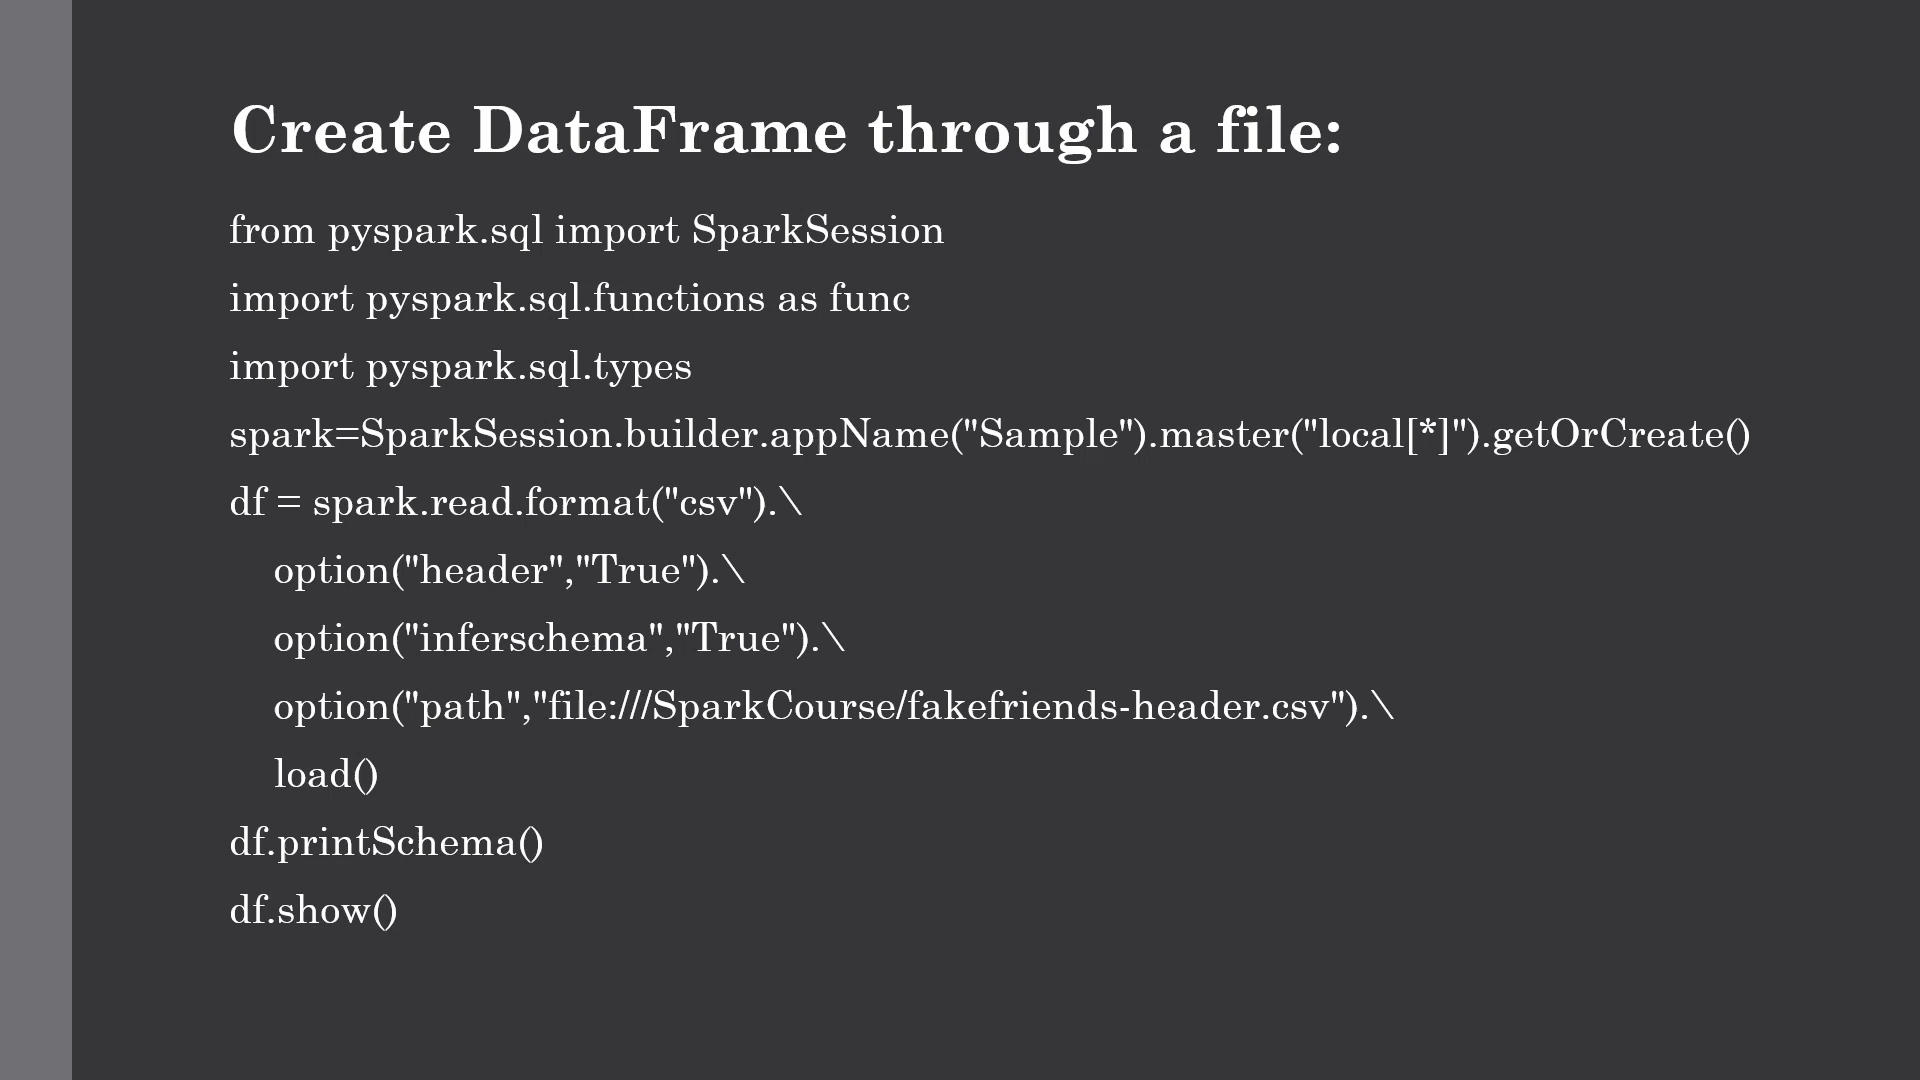 Create DataFrame through a file:
from pyspark.sql import SparkSession
import pyspark.sql.functions as func
import pyspark.sql.types
spark=SparkSession.builder.appName("Sample").master("local[*]").getOrCreate()
df = spark.read.format("csv").\
option("header","True").\
option("inferschema","True").\
option("path","file:///SparkCourse/fakefriends-header.csv").\
load()
df.printSchema()
df.show()